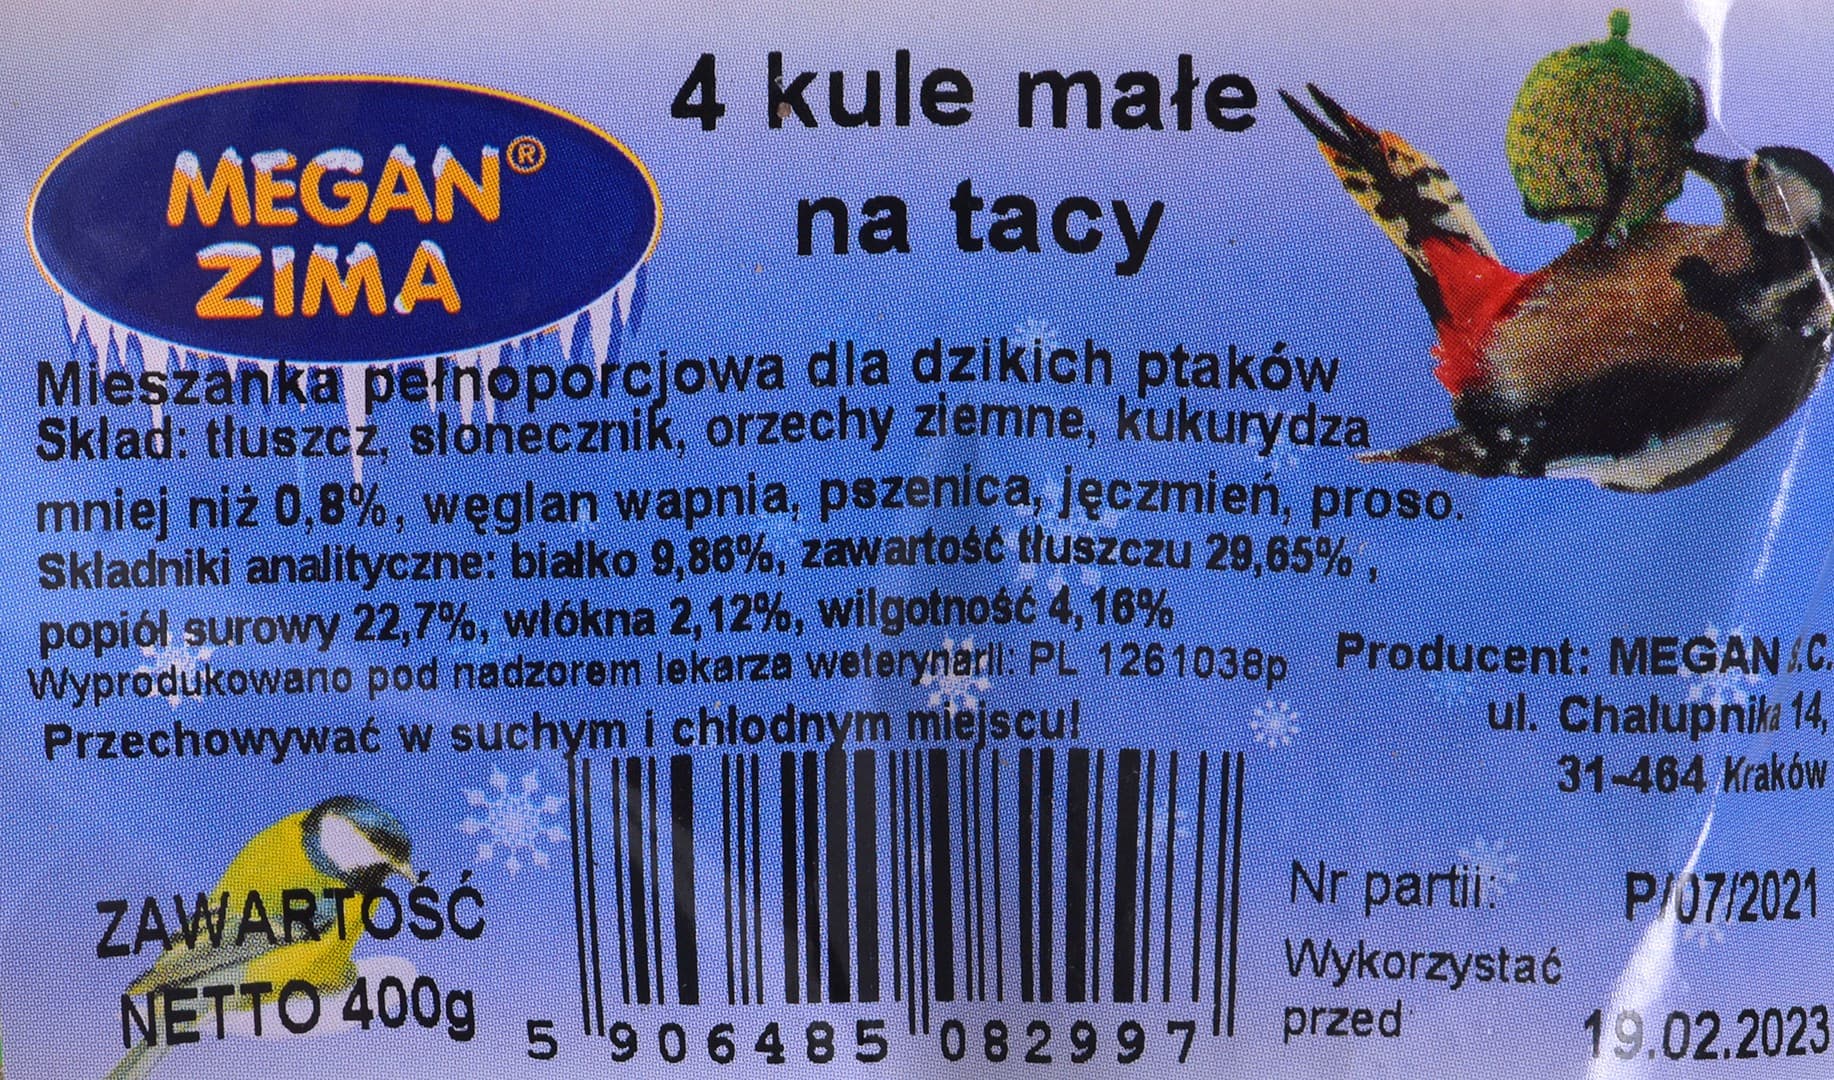 MEGAN®
ZIMA
4 kule małe
na tacy
Mieszanka pełnoporcjowa dla dzikich ptaków
Skład: tłuszcz, słonecznik, orzechy ziemne, kukurydza
mniej niż 0,8%, węglan wapnia, pszenica, jęczmień, proso.
Składniki analityczne: białko 9,86%, zawartość tłuszczu 29,65% ,
popiół surowy 22,7%, włókna 2,12%, wilgotność 4,16%
Wyprodukowano pod nadzorem lekarza weterynarii: PL 1261038p
Przechowywać w suchym i chłodnym miejscu!
Producent: MEGAN S.C.
ul. Chałupnika 14,
31-464 Kraków
ZAWARTOŚĆ
NETTO 400g
5 906485 082997
Nr partii: P/07/2021
Wykorzystać
przed 19.02.2023